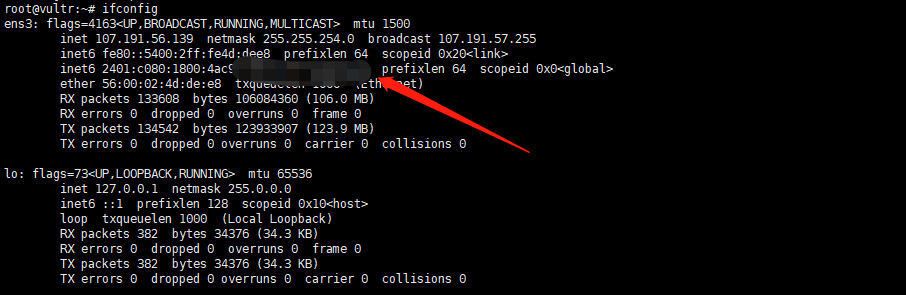 root@vultr:~# ifconfig
ens3: flags=4163<UP,BROADCAST,RUNNING,MULTICAST>  mtu 1500
inet 107.191.56.139  netmask 255.255.254.0  broadcast 107.191.57.255
inet6 fe80::5400:2ff:fe4d:dee8  prefixlen 64  scopeid 0x20<link>
inet6 2401:c080:1800:4ac9 prefixlen 64  scopeid 0x0<global>
ether 56:00:02:4d:de:e8  txqueuelen 1000  (Ethernet)
RX packets 133608  bytes 106084360 (106.0 MB)
RX errors 0  dropped 0  overruns 0  frame 0
TX packets 134542  bytes 123933907 (123.9 MB)
TX errors 0  dropped 0 overruns 0  carrier 0  collisions 0
lo: flags=73<UP,LOOPBACK,RUNNING>  mtu 65536
inet 127.0.0.1  netmask 255.0.0.0
inet6 ::1  prefixlen 128  scopeid 0x10<host>
loop  txqueuelen 1000  (Local Loopback)
RX packets 382  bytes 34376 (34.3 KB)
RX errors 0  dropped 0  overruns 0  frame 0
TX packets 382  bytes 34376 (34.3 KB)
TX errors 0  dropped 0 overruns 0  carrier 0  collisions 0